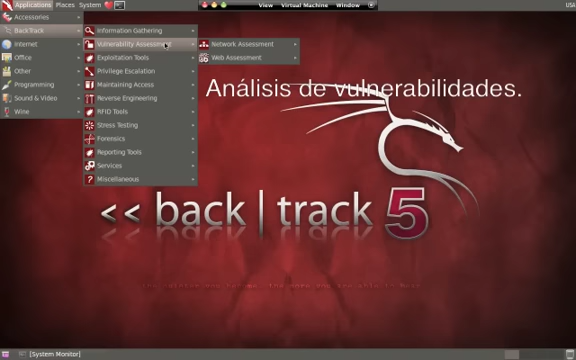 Applications Places System
View Virtual Machine Window
USA
Accessories
BackTrack
Internet
Office
Other
Programming
Sound & Video
Wine
Information Gathering
Vulnerability Assessment
Exploitation Tools
Privilege Escalation
Maintaining Access
Reverse Engineering
RFID Tools
Stress Testing
Forensics
Reporting Tools
Services
Miscellaneous
Network Assessment
Web Assessment
Análisis de vulnerabilidades.
<< back | track 5
[System Monitor]